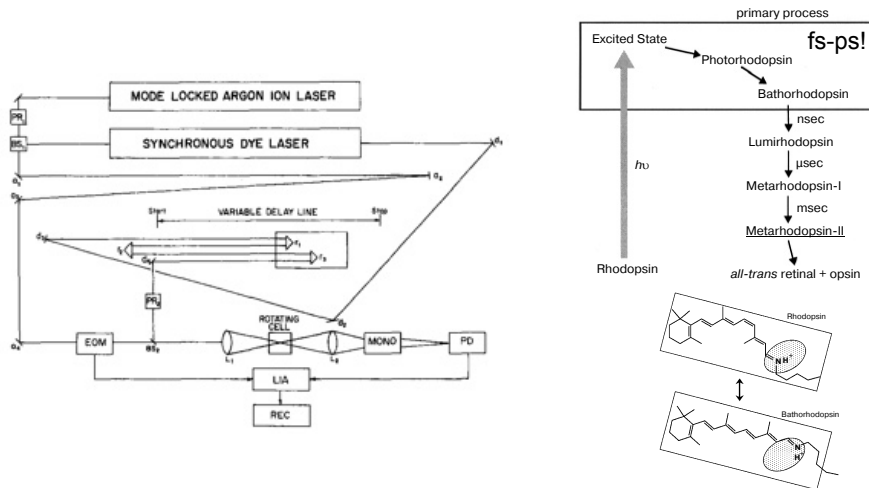 MODE LOCKED ARGON ION LASER
SYNCHRONOUS DYE LASER
VARIABLE DELAY LINE
Start
Stop
ROTATING
CELL
EOM
MONO
PD
LIA
REC
primary process
fs-ps!
Excited State
Photorhodopsin
Bathorhodopsin
nsec
Lumirhodopsin
μsec
hυ
Metarhodopsin-I
msec
Metarhodopsin-II
Rhodopsin
all-trans retinal + opsin
Rhodopsin
N H+
Bathorhodopsin
N
H+